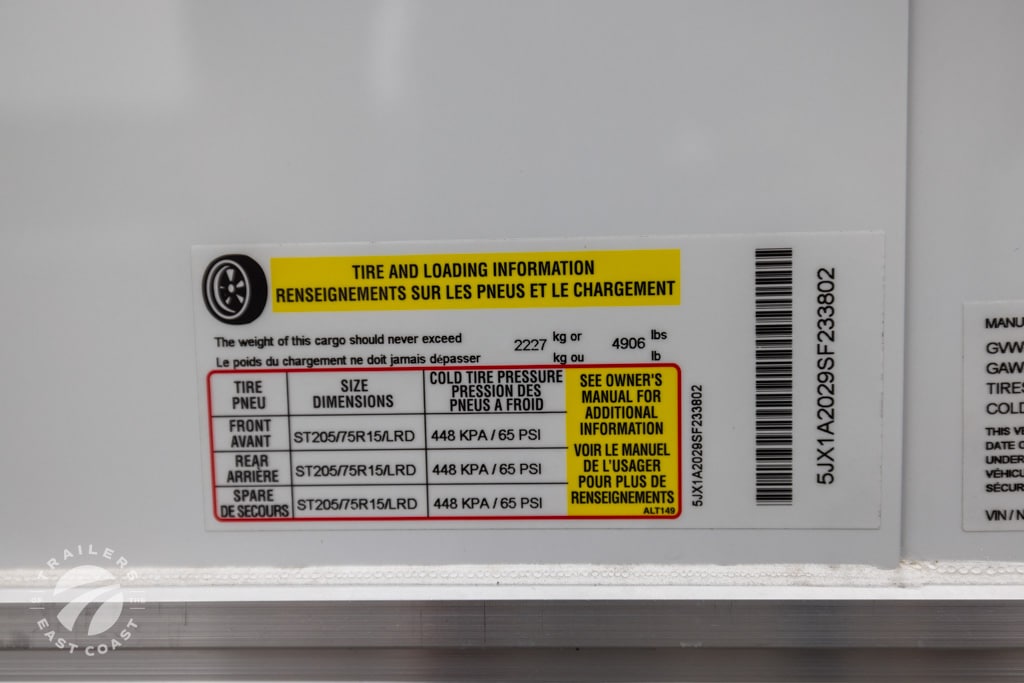 TIRE AND LOADING INFORMATION
RENSEIGNEMENTS SUR LES PNEUS ET LE CHARGEMENT
The weight of this cargo should never exceed 2227 kg or 4906 lbs
Le poids du chargement ne doit jamais dépasser kg ou lb
TIRE PNEU
SIZE DIMENSIONS
COLD TIRE PRESSURE
PRESSION DES
PNEUS A FROID
FRONT AVANT ST205/75R15/LRD 448 KPA / 65 PSI
REAR ARRIÈRE ST205/75R15/LRD 448 KPA / 65 PSI
SPARE DE SECOURS ST205/75R15/LRD 448 KPA / 65 PSI
SEE OWNER'S
MANUAL FOR
ADDITIONAL
INFORMATION
VOIR LE MANUEL
DE L'USAGER
POUR PLUS DE
RENSEIGNEMENTS
ALT149
5JX1A2029SF233802
5JX1A2029SF233802
MANU
GVW
GAW
TIRES
COLD
THIS VE
DATE O
UNDER
VÉHICU
SÉCUR
VIN / N
TRAILERS
OF THE
EAST COAST